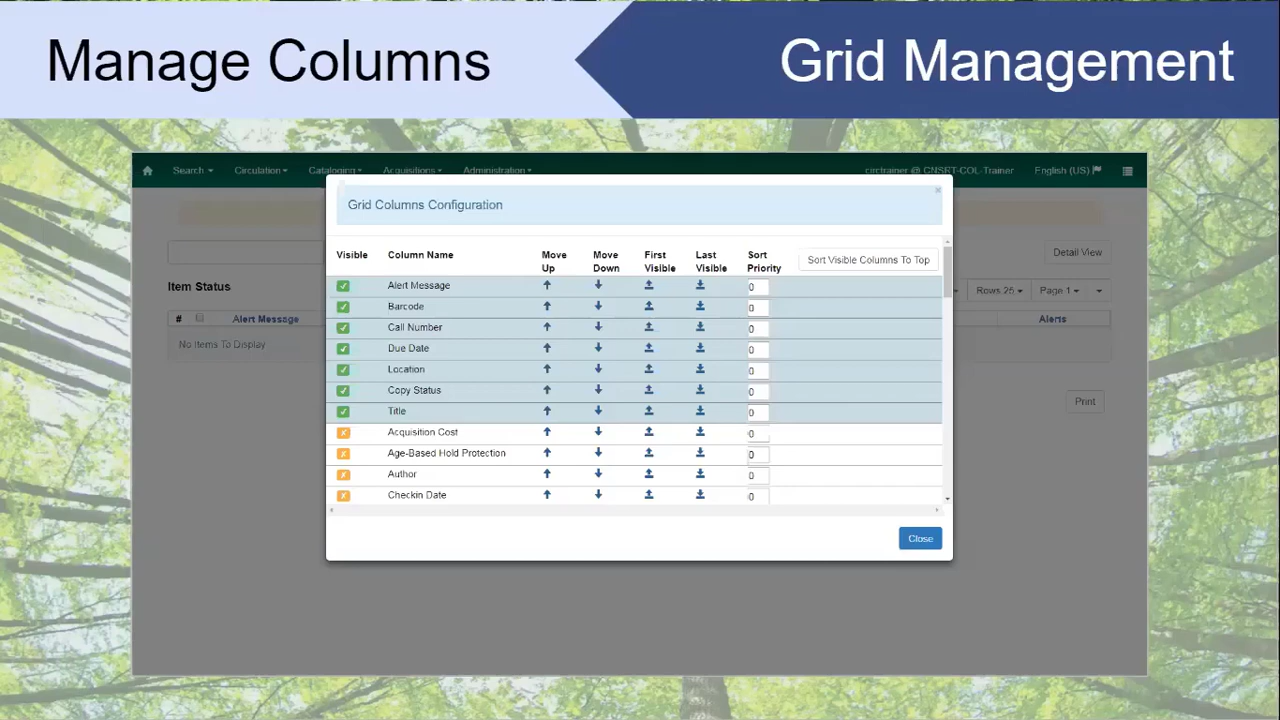 Manage Columns
Grid Management
Search Circulation Cataloging Acquisitions Administration circtrainer @ CNSRT-COL-Trainer English (US)
Grid Columns Configuration ×
Visible Column Name Move Up Move Down First Visible Last Visible Sort Priority Sort Visible Columns To Top
Detail View
Item Status
Rows 25 Page 1
# Alert Message Alerts
No Items To Display
Print
Alert Message 0
Barcode 0
Call Number 0
Due Date 0
Location 0
Copy Status 0
Title 0
Acquisition Cost 0
Age-Based Hold Protection 0
Author 0
Checkin Date 0
Close